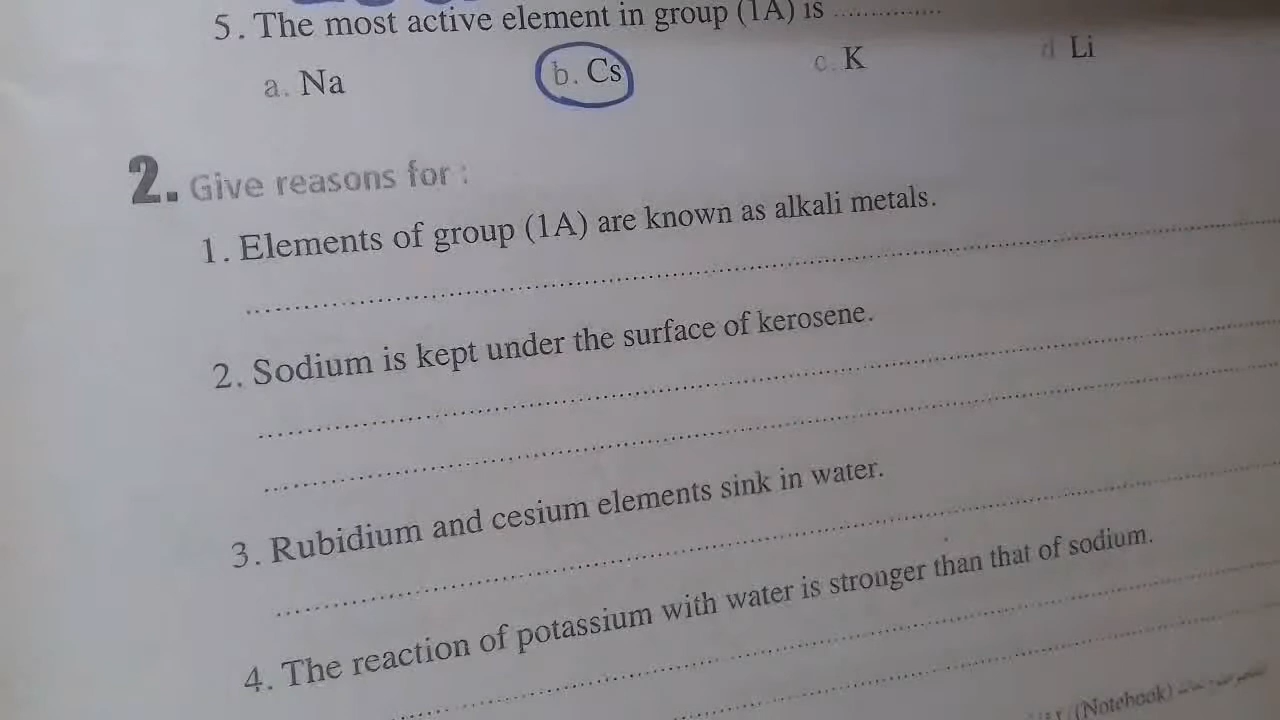 5. The most active element in group (1A) is ...............
a. Na b. Cs c. K d Li
2. Give reasons for :
1. Elements of group (1A) are known as alkali metals.
2. Sodium is kept under the surface of kerosene.
3. Rubidium and cesium elements sink in water.
4. The reaction of potassium with water is stronger than that of sodium.
(Notebook)